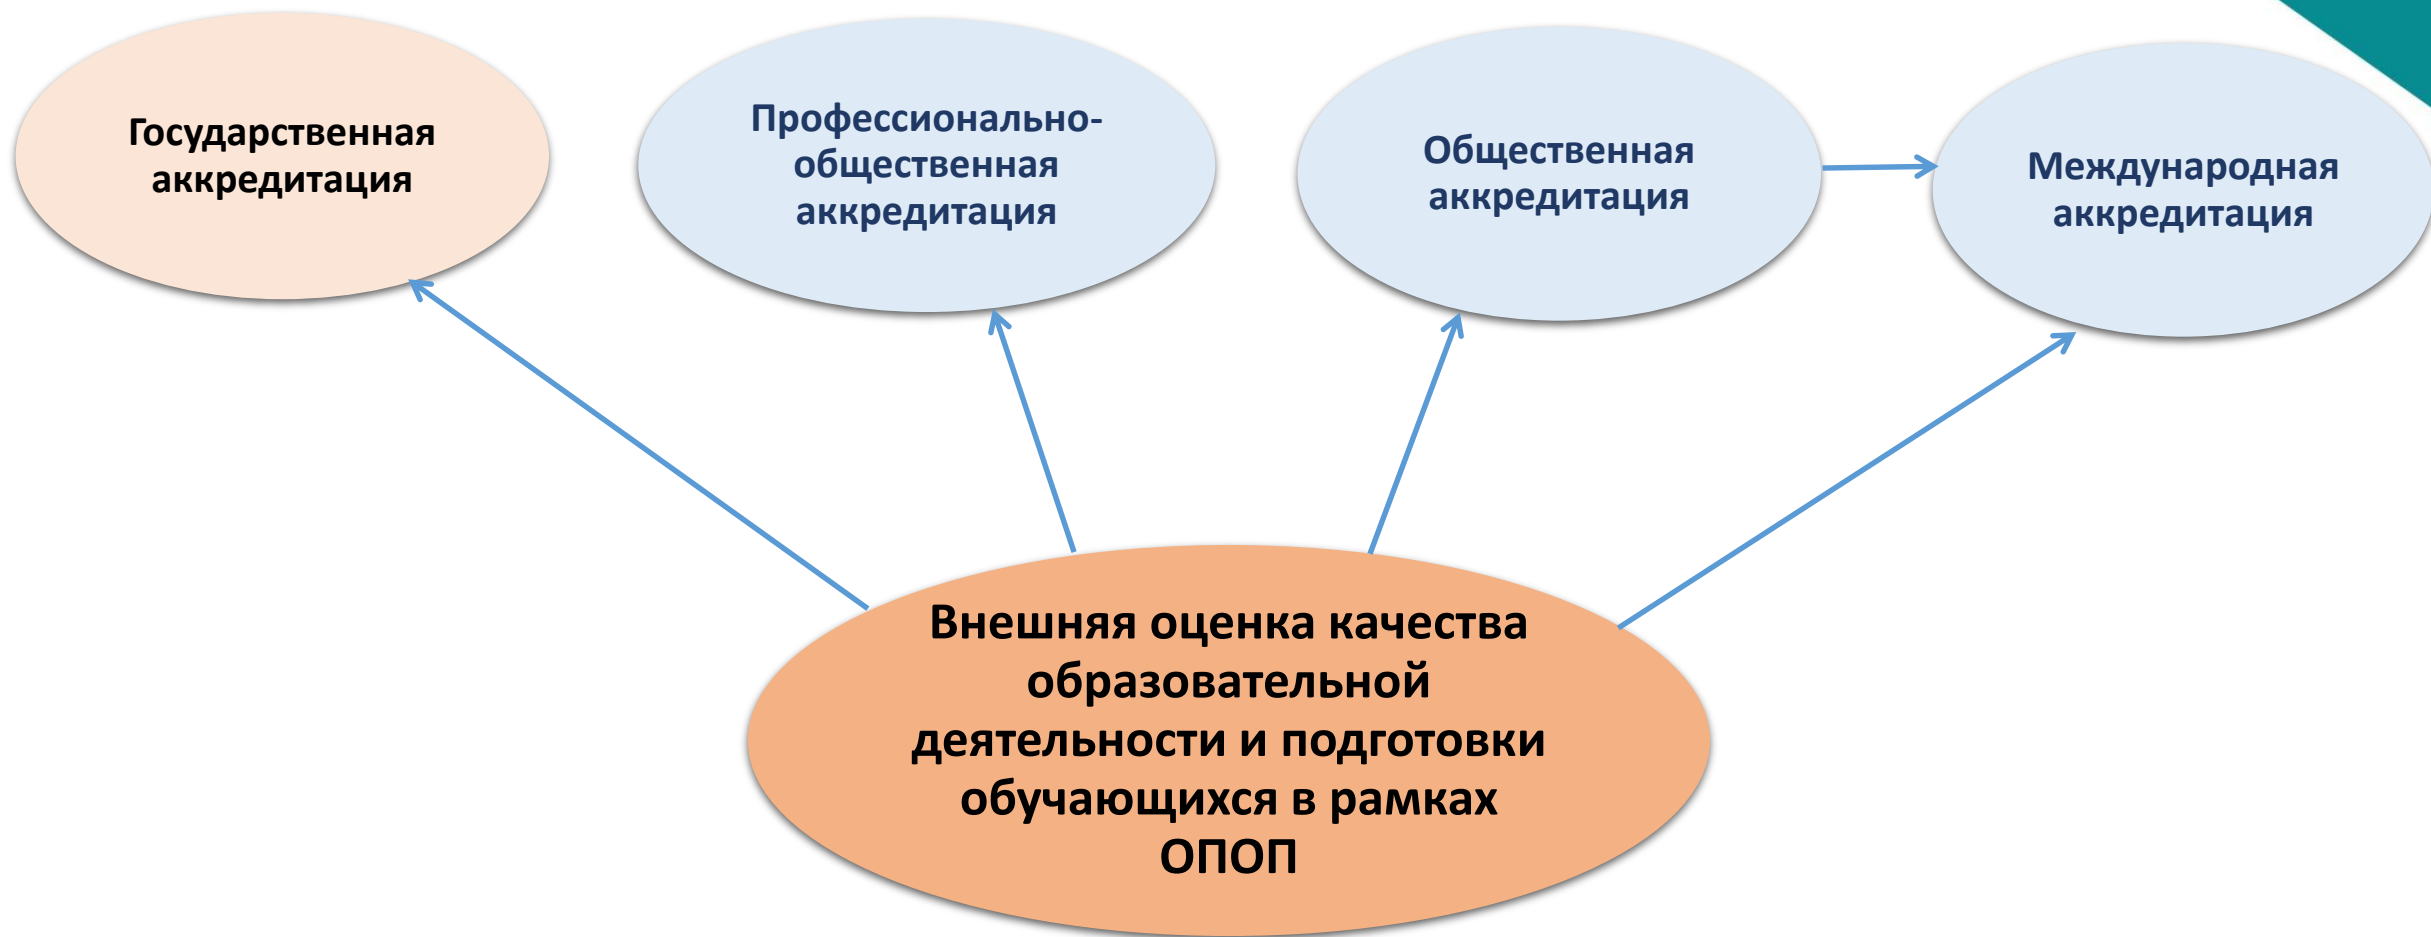 Государственная
аккредитация
Профессионально-
общественная
аккредитация
Общественная
аккредитация
Международная
аккредитация
Внешняя оценка качества
образовательной
деятельности и подготовки
обучающихся в рамках
ОПОП